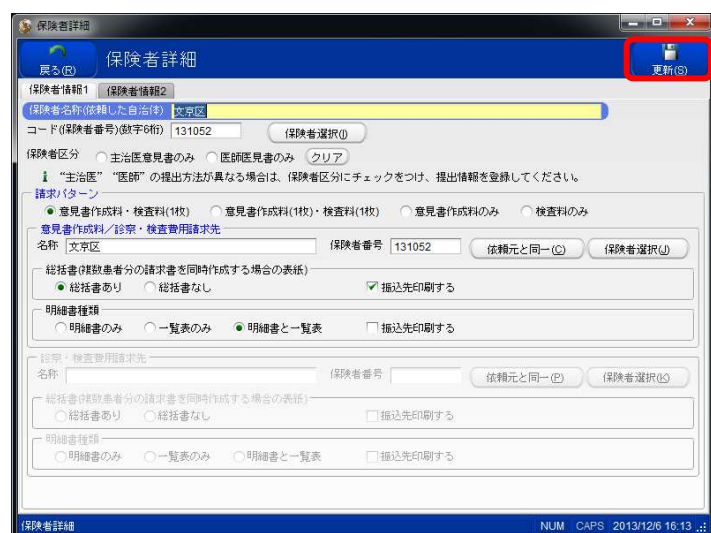 保険者詳細
戻る(R) 保険者詳細 更新(S)
保険者情報1 保険者情報2
保険者名称(依頼した自治体) 文京区
コード(保険者番号)(数字6桁) 131052 保険者選択(I)
保険者区分 主治医意見書のみ 医師医見書のみ クリア
i “主治医” “医師” の提出方法が異なる場合は、保険者区分にチェックをつけ、提出情報を登録してください。
請求パターン
意見書作成料・検査料(1枚) 意見書作成料(1枚)・検査料(1枚) 意見書作成料のみ 検査料のみ
意見書作成料/診察・検査費用請求先
名称 文京区 保険者番号 131052 依頼元と同一(C) 保険者選択(J)
総括書(複数患者分の請求書を同時作成する場合の表紙)
総括書あり 総括書なし 振込先印刷する
明細書種類
明細書のみ 一覧表のみ 明細書と一覧表 振込先印刷する
診察・検査費用請求先
名称 保険者番号 依頼元と同一(P) 保険者選択(K)
総括書(複数患者分の請求書を同時作成する場合の表紙)
総括書あり 総括書なし 振込先印刷する
明細書種類
明細書のみ 一覧表のみ 明細書と一覧表 振込先印刷する
保険者詳細 NUM CAPS 2013/12/6 16:13